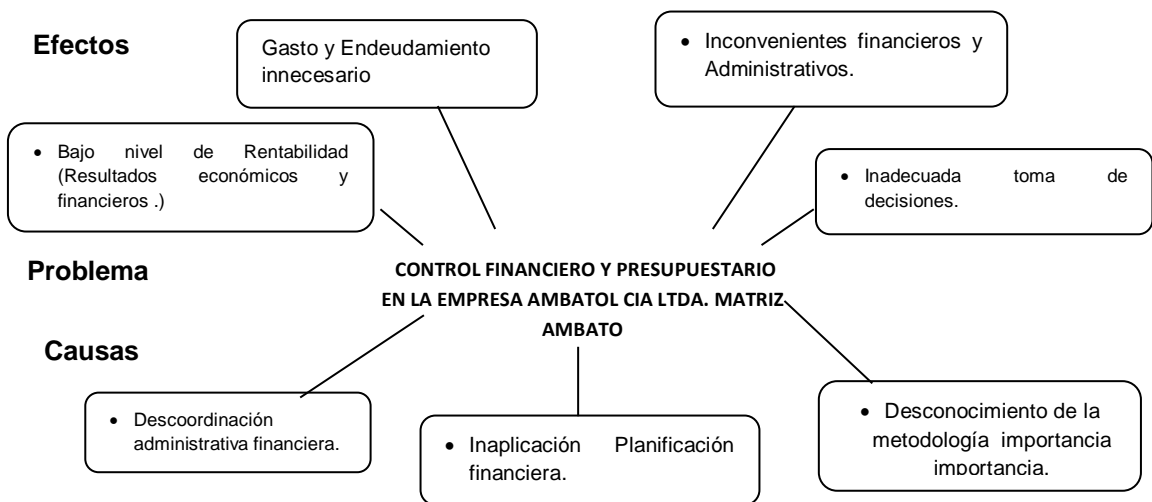 Efectos
Gasto y Endeudamiento
innecesario
• Inconvenientes financieros y
Administrativos.
• Bajo nivel de Rentabilidad
(Resultados económicos y
financieros .)
• Inadecuada toma de
decisiones.
Problema
CONTROL FINANCIERO Y PRESUPUESTARIO
EN LA EMPRESA AMBATOL CIA LTDA. MATRIZ
AMBATO
Causas
• Descoordinación
administrativa financiera.
• Inaplicación Planificación
financiera.
• Desconocimiento de la
metodología importancia
importancia.